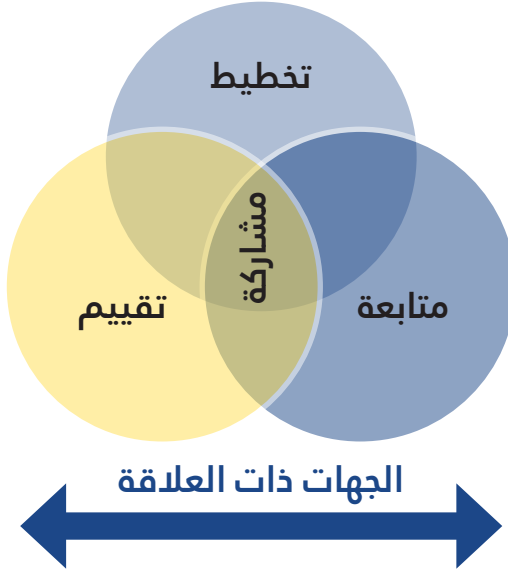 تخطيط
مشاركة
متابعة
تقييم
الجهات ذات العلاقة